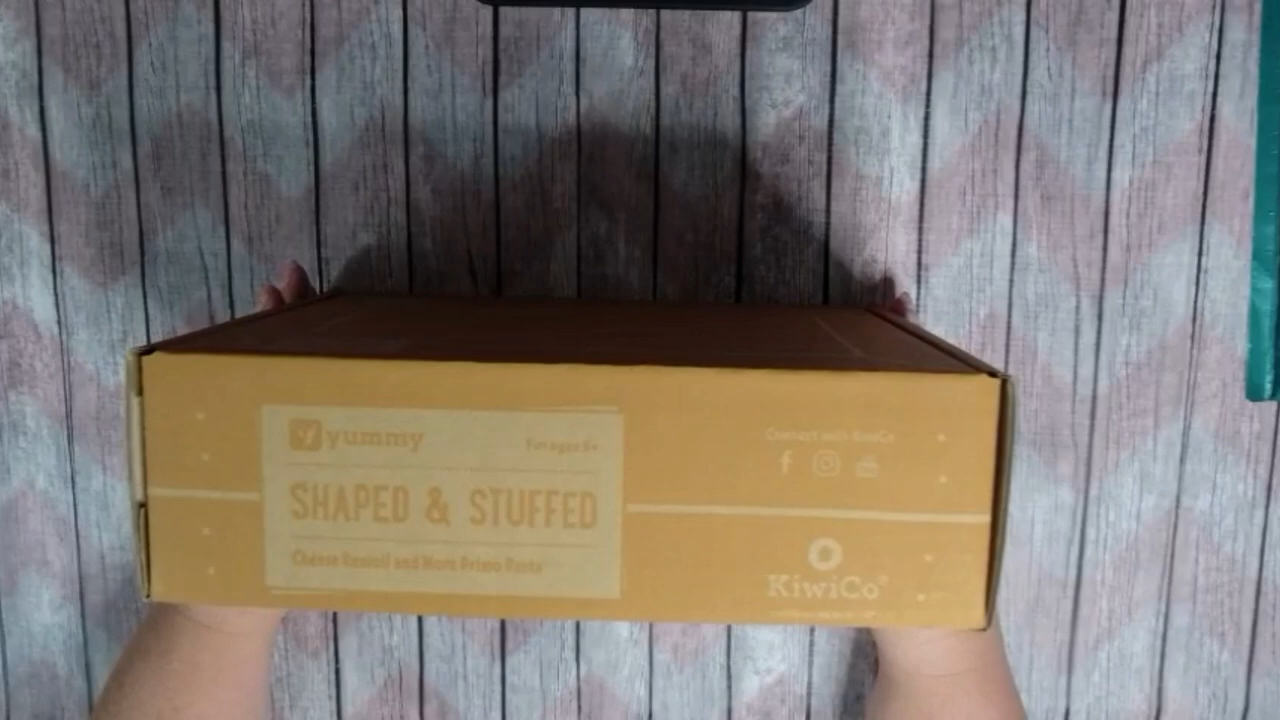 yummy
For ages 6+
SHAPED & STUFFED
Cheese Ravioli and More Primo Pasta
Connect with KiwiCo
KiwiCo